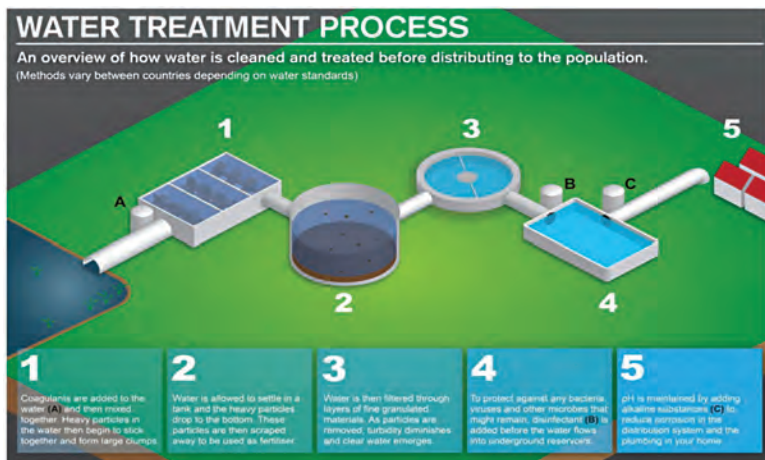 WATER TREATMENT PROCESS
An overview of how water is cleaned and treated before distributing to the population.
(Methods vary between countries depending on water standards)
1
3
5
A
B
C
2
4
1
Coagulants are added to the
water (A) and then mixed
together. Heavy particles in
the water then begin to stick
together and form large clumps.
2
Water is allowed to settle in a
tank and the heavy particles
drop to the bottom. These
particles are then scraped
away to be used as fertiliser.
3
Water is then filtered through
layers of fine granulated
materials. As particles are
removed, turbidity diminishes
and clear water emerges.
4
To protect against any bacteria,
viruses and other microbes that
might remain, disinfectant (B) is
added before the water flows
into underground reservoirs.
5
pH is maintained by adding
alkaline substances (C) to
reduce corrosion in the
distribution system and the
plumbing in your home.